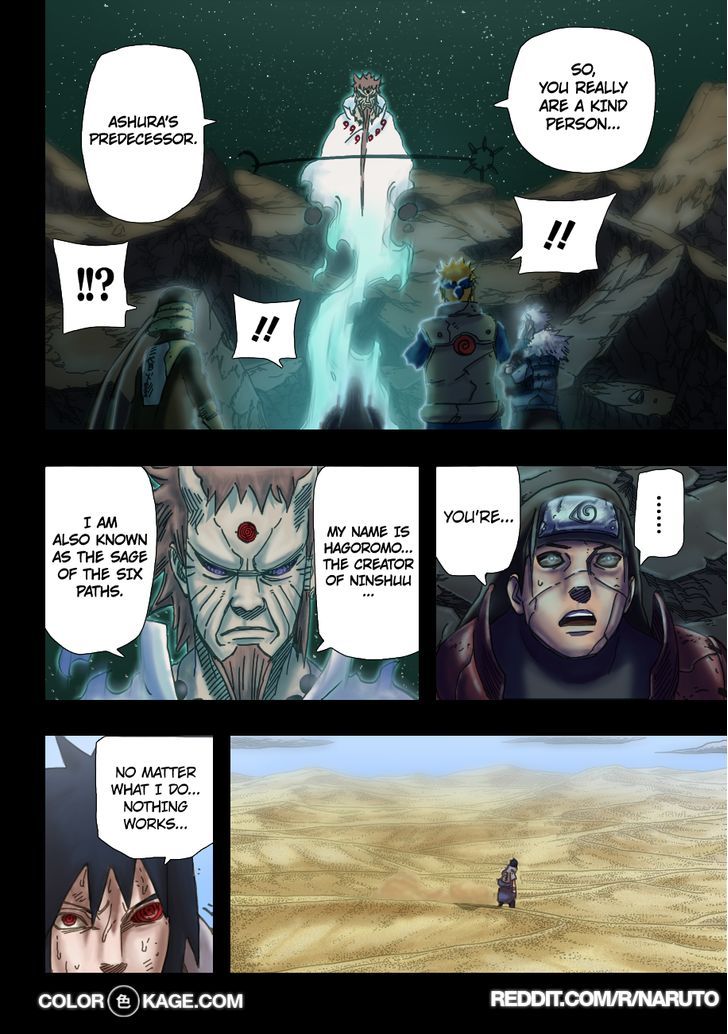 SO,
YOU REALLY
ARE A KIND
PERSON...
ASHURA'S
PREDECESSOR.
!!
!!
!!?
......
YOU'RE...
MY NAME IS
HAGOROMO...
THE CREATOR
OF NINSHUU
...
I AM
ALSO KNOWN
AS THE SAGE
OF THE SIX
PATHS.
NO MATTER
WHAT I DO...
NOTHING
WORKS...
COLOR 色 KAGE.COM
REDDIT.COM/R/NARUTO